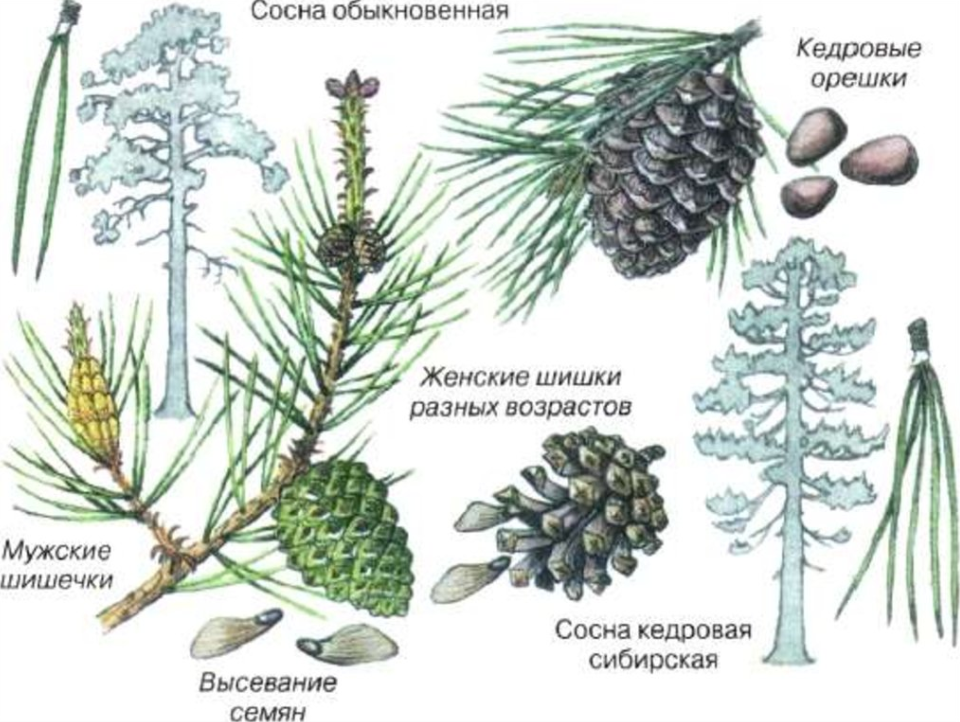 Сосна обыкновенная
Кедровые
орешки
Женские шишки
разных возрастов
Мужские
шишечки
Сосна кедровая
сибирская
Высевание
семян